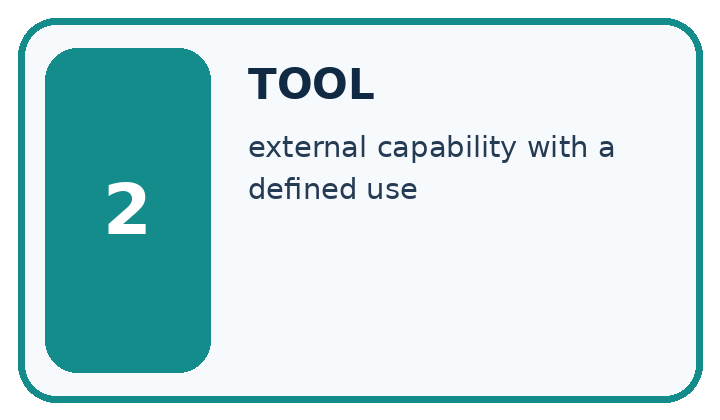 2
TOOL
external capability with a
defined use